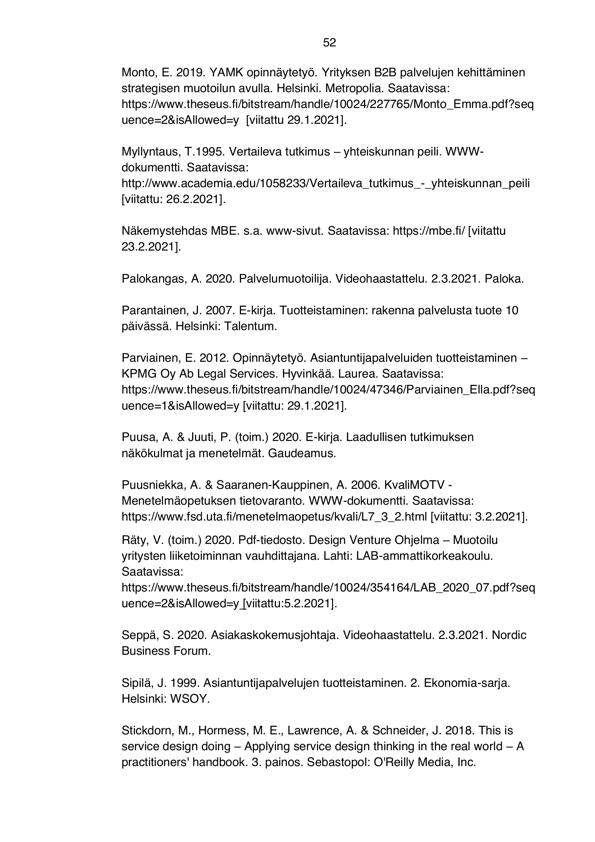 52
Monto, E. 2019. YAMK opinnäytetyö. Yrityksen B2B palvelujen kehittäminen
strategisen muotoilun avulla. Helsinki. Metropolia. Saatavissa:
https://www.theseus.fi/bitstream/handle/10024/227765/Monto_Emma.pdf?seq
uence=2&isAllowed=y  [viitattu 29.1.2021].
Myllyntaus, T.1995. Vertaileva tutkimus – yhteiskunnan peili. WWW-
dokumentti. Saatavissa:
http://www.academia.edu/1058233/Vertaileva_tutkimus_-_yhteiskunnan_peili
[viitattu: 26.2.2021].
Näkemystehdas MBE. s.a. www-sivut. Saatavissa: https://mbe.fi/ [viitattu
23.2.2021].
Palokangas, A. 2020. Palvelumuotoilija. Videohaastattelu. 2.3.2021. Paloka.
Parantainen, J. 2007. E-kirja. Tuotteistaminen: rakenna palvelusta tuote 10
päivässä. Helsinki: Talentum.
Parviainen, E. 2012. Opinnäytetyö. Asiantuntijapalveluiden tuotteistaminen –
KPMG Oy Ab Legal Services. Hyvinkää. Laurea. Saatavissa:
https://www.theseus.fi/bitstream/handle/10024/47346/Parviainen_Ella.pdf?seq
uence=1&isAllowed=y [viitattu: 29.1.2021].
Puusa, A. & Juuti, P. (toim.) 2020. E-kirja. Laadullisen tutkimuksen
näkökulmat ja menetelmät. Gaudeamus.
Puusniekka, A. & Saaranen-Kauppinen, A. 2006. KvaliMOTV -
Menetelmäopetuksen tietovaranto. WWW-dokumentti. Saatavissa:
https://www.fsd.uta.fi/menetelmaopetus/kvali/L7_3_2.html [viitattu: 3.2.2021].
Räty, V. (toim.) 2020. Pdf-tiedosto. Design Venture Ohjelma – Muotoilu
yritysten liiketoiminnan vauhdittajana. Lahti: LAB-ammattikorkeakoulu.
Saatavissa:
https://www.theseus.fi/bitstream/handle/10024/354164/LAB_2020_07.pdf?seq
uence=2&isAllowed=y [viitattu:5.2.2021].
Seppä, S. 2020. Asiakaskokemusjohtaja. Videohaastattelu. 2.3.2021. Nordic
Business Forum.
Sipilä, J. 1999. Asiantuntijapalvelujen tuotteistaminen. 2. Ekonomia-sarja.
Helsinki: WSOY.
Stickdorn, M., Hormess, M. E., Lawrence, A. & Schneider, J. 2018. This is
service design doing – Applying service design thinking in the real world – A
practitioners' handbook. 3. painos. Sebastopol: O'Reilly Media, Inc.